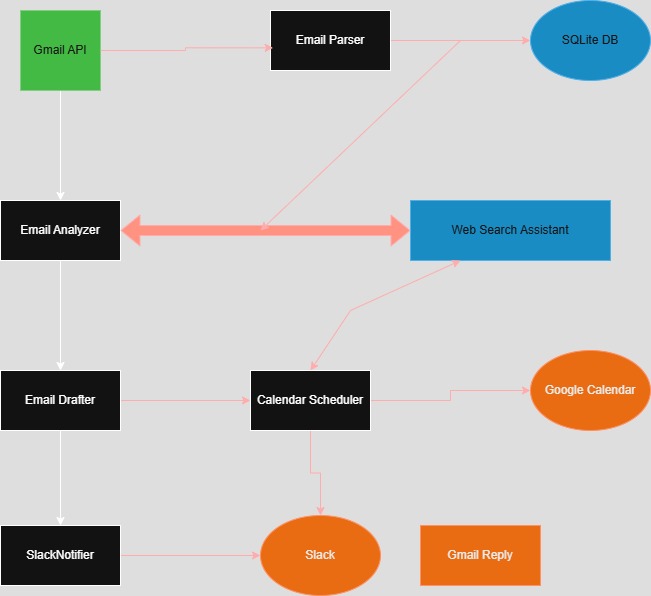 Gmail API
Email Parser
SQLite DB
Email Analyzer
Web Search Assistant
Email Drafter
Calendar Scheduler
Google Calendar
SlackNotifier
Slack
Gmail Reply